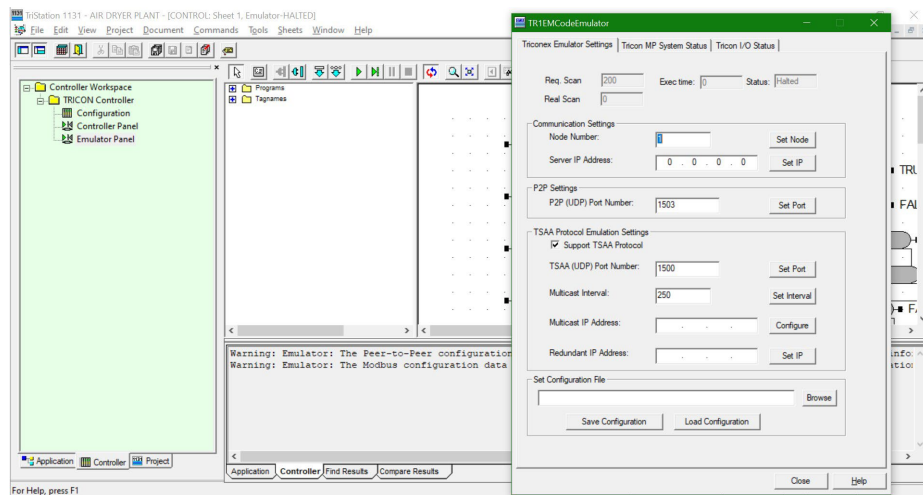 TriStation 1131 - AIR DRYER PLANT - [CONTROL: Sheet 1, Emulator-HALTED]
File Edit View Project Document Commands Tools Sheets Window Help
Controller Workspace
TRICON Controller
Configuration
Controller Panel
Emulator Panel
Application Controller Project
Programs
Tagnames
TRU
FAL
F
Warning: Emulator: The Peer-to-Peer configuration
Warning: Emulator: The Modbus configuration data
Application Controller Find Results Compare Results
For Help, press F1
TR1EMCodeEmulator
Triconex Emulator Settings Tricon MP System Status Tricon I/O Status
Req. Scan 200 Exec time: 0 Status: Halted
Real Scan 0
Communication Settings
Node Number: 1 Set Node
Server IP Address: 0 . 0 . 0 . 0 Set IP
P2P Settings
P2P (UDP) Port Number: 1503 Set Port
TSAA Protocol Emulation Settings
Support TSAA Protocol
TSAA (UDP) Port Number: 1500 Set Port
Multicast Interval: 250 Set Interval
Multicast IP Address: . . . Configure
Redundant IP Address: . . . Set IP
Set Configuration File
Browse
Save Configuration Load Configuration
Close Help